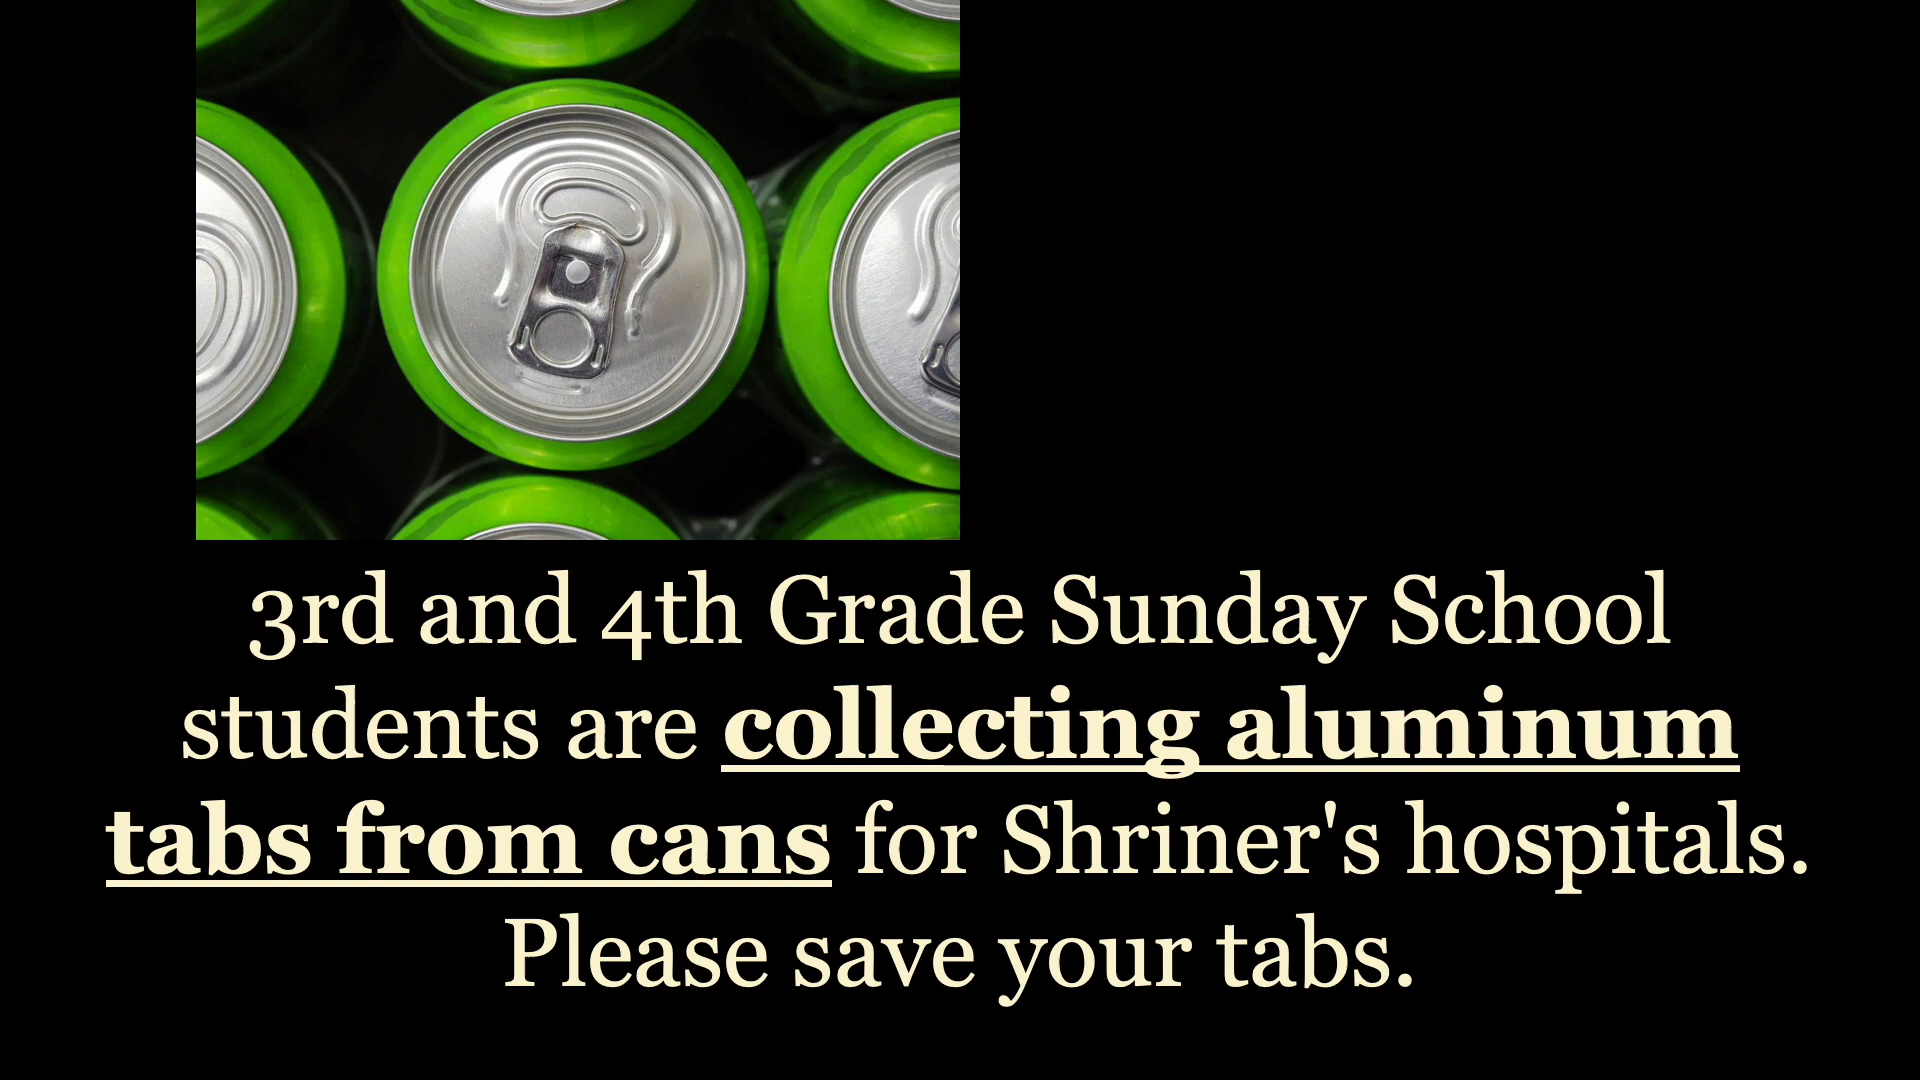 3rd and 4th Grade Sunday School
students are collecting aluminum
tabs from cans for Shriner's hospitals.
Please save your tabs.